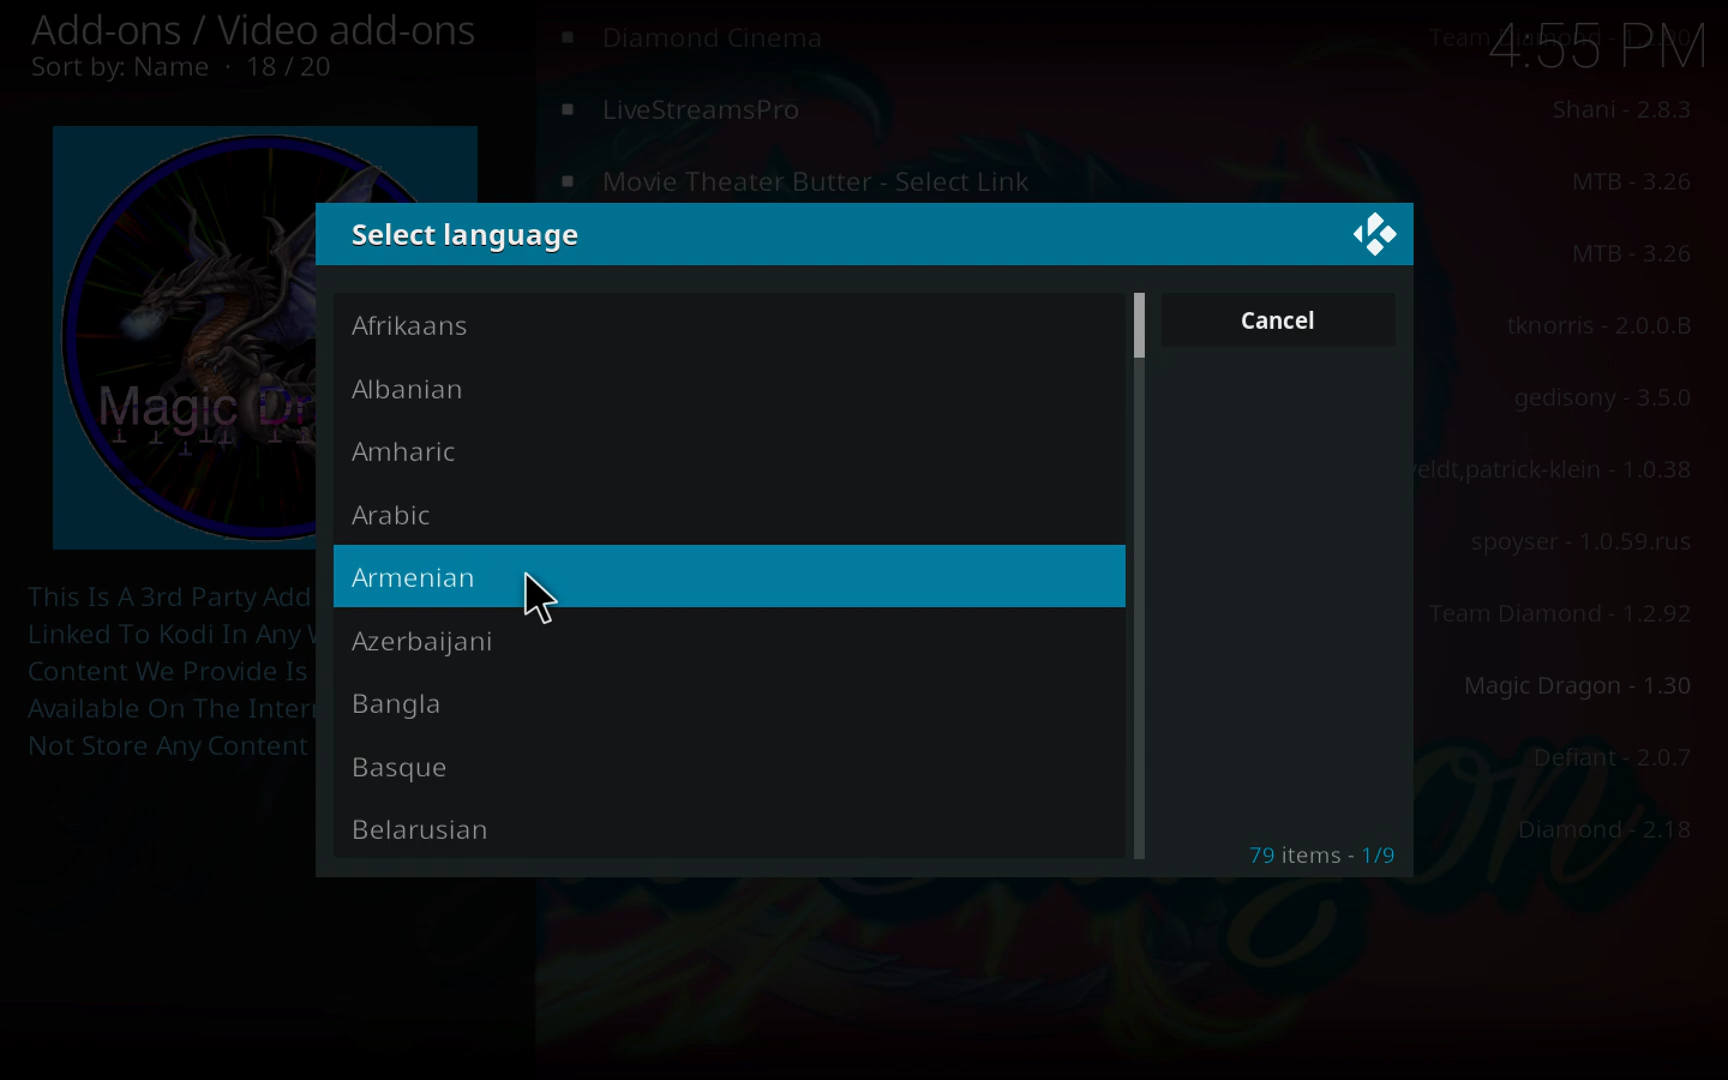 Add-ons / Video add-ons
Sort by: Name · 18 / 20
4:55 PM
Diamond Cinema
Team Diamond -
LiveStreamsPro
Shani - 2.8.3
Movie Theater Butter - Select Link
MTB - 3.26
MTB - 3.26
tknorris - 2.0.0.B
gedisony - 3.5.0
veldt,patrick-klein - 1.0.38
spoyser - 1.0.59.rus
Team Diamond - 1.2.92
Magic Dragon - 1.30
Defiant - 2.0.7
Diamond - 2.18
Magic Dr
This Is A 3rd Party Add
Linked To Kodi In Any W
Content We Provide Is
Available On The Intern
Not Store Any Content
Select language
Afrikaans
Albanian
Amharic
Arabic
Armenian
Azerbaijani
Bangla
Basque
Belarusian
Cancel
79 items - 1/9